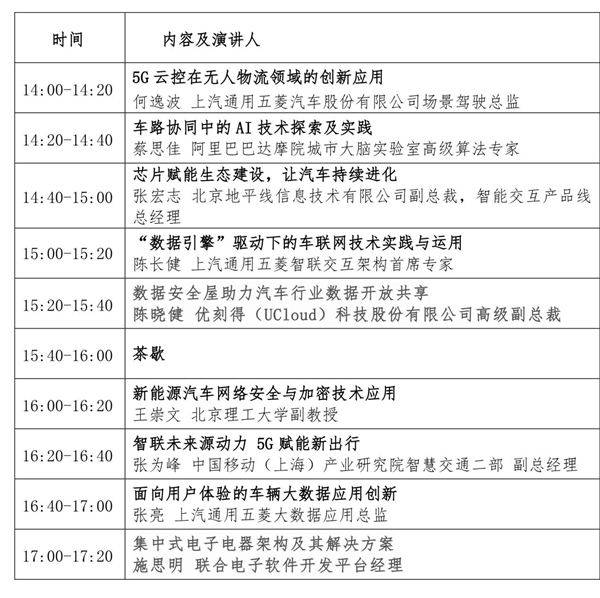 时间 内容及演讲人
14:00-14:20
5G云控在无人物流领域的创新应用
何逸波 上汽通用五菱汽车股份有限公司场景驾驶总监
14:20-14:40
车路协同中的AI技术探索及实践
蔡思佳 阿里巴巴达摩院城市大脑实验室高级算法专家
14:40-15:00
芯片赋能生态建设，让汽车持续进化
张宏志 北京地平线信息技术有限公司副总裁，智能交互产品线
总经理
15:00-15:20
“数据引擎”驱动下的车联网技术实践与运用
陈长健 上汽通用五菱智联交互架构首席专家
15:20-15:40
数据安全屋助力汽车行业数据开放共享
陈晓健 优刻得（UCloud）科技股份有限公司高级副总裁
15:40-16:00
茶歇
16:00-16:20
新能源汽车网络安全与加密技术应用
王崇文 北京理工大学副教授
16:20-16:40
智联未来源动力 5G赋能新出行
张为峰 中国移动（上海）产业研究院智慧交通二部 副总经理
16:40-17:00
面向用户体验的车辆大数据应用创新
张亮 上汽通用五菱大数据应用总监
17:00-17:20
集中式电子电器架构及其解决方案
施思明 联合电子软件开发平台经理